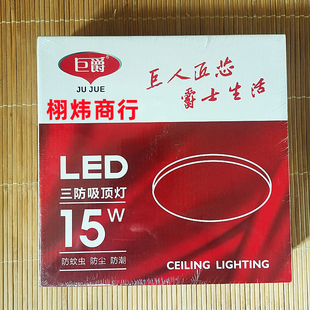 巨爵
JU JUE
巨人匠芯
爵士生活
栩炜商行
LED
三防吸顶灯
15W
防蚊虫 防尘 防潮
CEILING LIGHTING